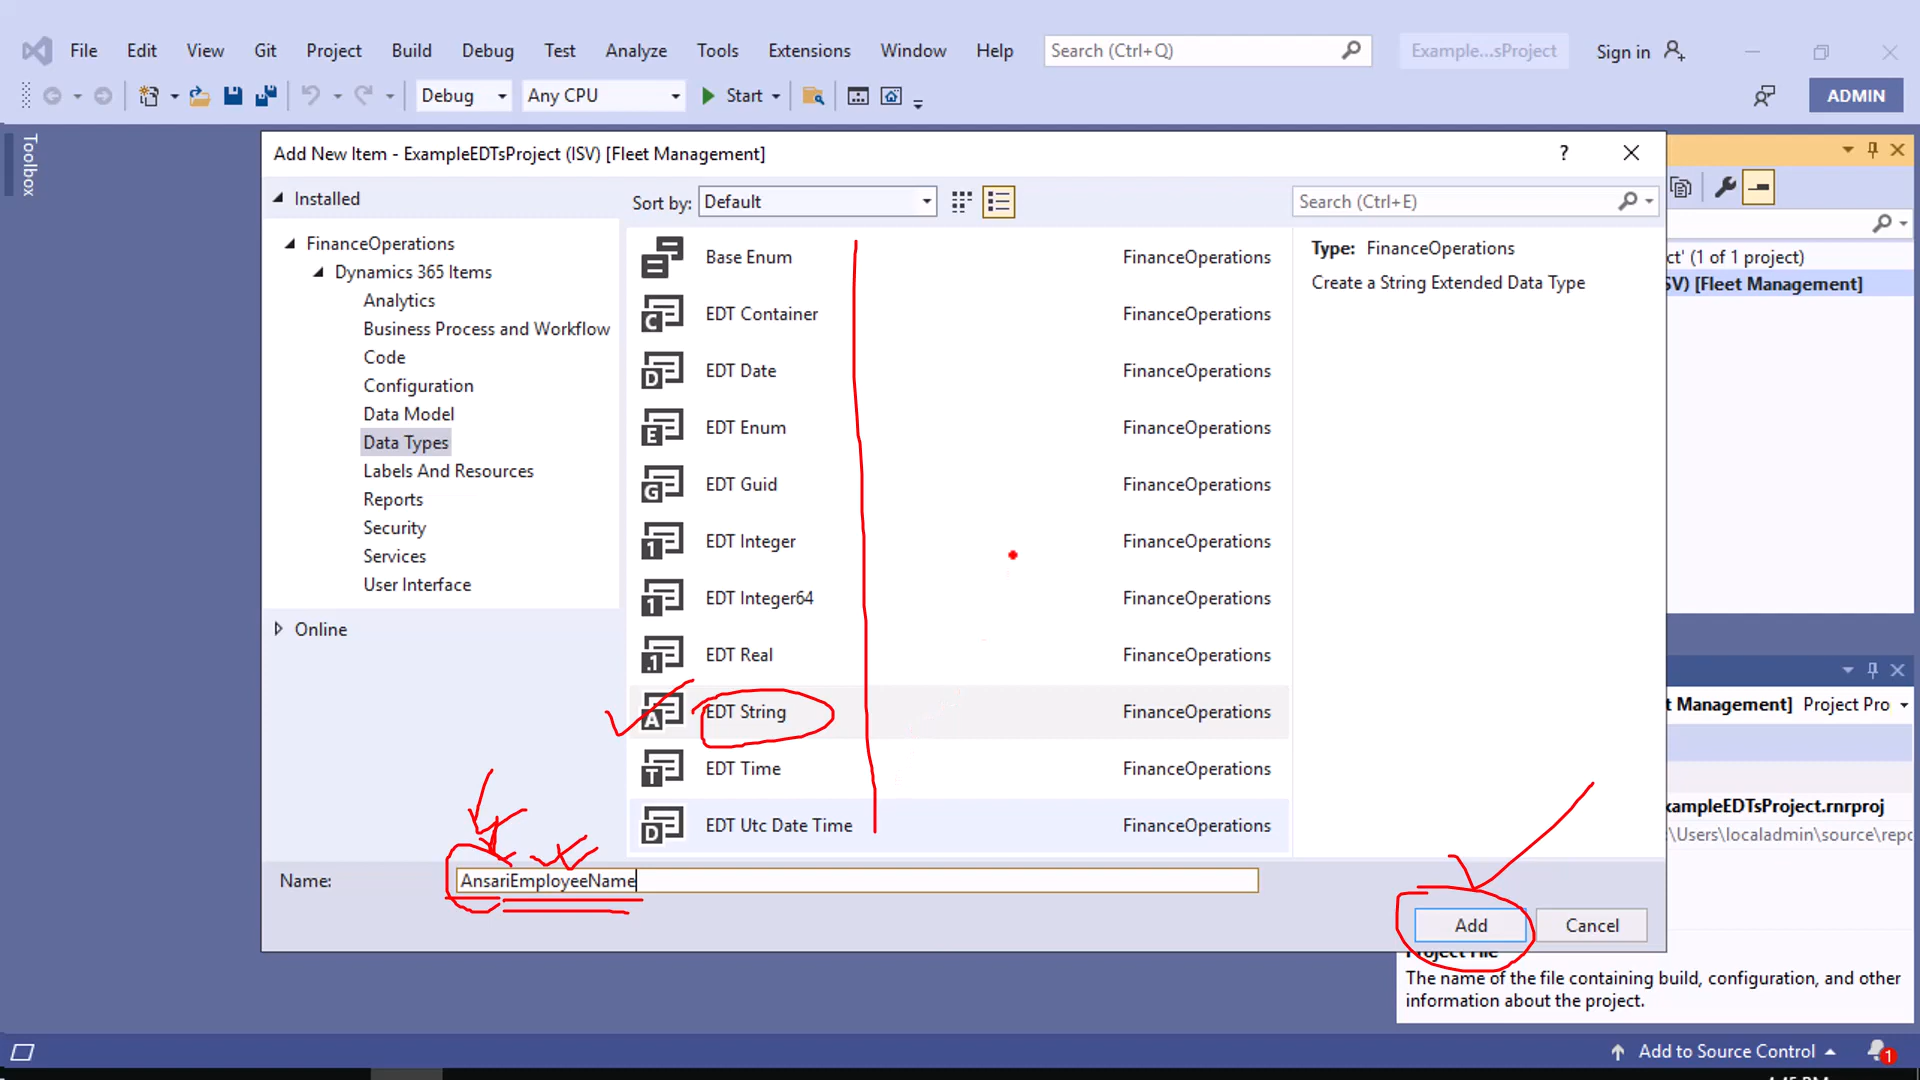 File Edit View Git Project Build Debug Test Analyze Tools Extensions Window Help Search (Ctrl+Q) Example...sProject Sign in
Debug Any CPU Start ADMIN
Toolbox
Add New Item - ExampleEDTsProject (ISV) [Fleet Management] ?
Installed
Sort by: Default
Search (Ctrl+E)
FinanceOperations
Dynamics 365 Items
Analytics
Business Process and Workflow
Code
Configuration
Data Model
Data Types
Labels And Resources
Reports
Security
Services
User Interface
Online
Base Enum FinanceOperations
EDT Container FinanceOperations
EDT Date FinanceOperations
EDT Enum FinanceOperations
EDT Guid FinanceOperations
EDT Integer FinanceOperations
EDT Integer64 FinanceOperations
EDT Real FinanceOperations
EDT String FinanceOperations
EDT Time FinanceOperations
EDT Utc Date Time FinanceOperations
Type: FinanceOperations
Create a String Extended Data Type
ct' (1 of 1 project)
SV) [Fleet Management]
t Management] Project Pro
xampleEDTsProject.rnrproj
:\Users\localadmin\source\repo
Name: AnsariEmployeeName
Add Cancel
Project File
The name of the file containing build, configuration, and other
information about the project.
Add to Source Control 1